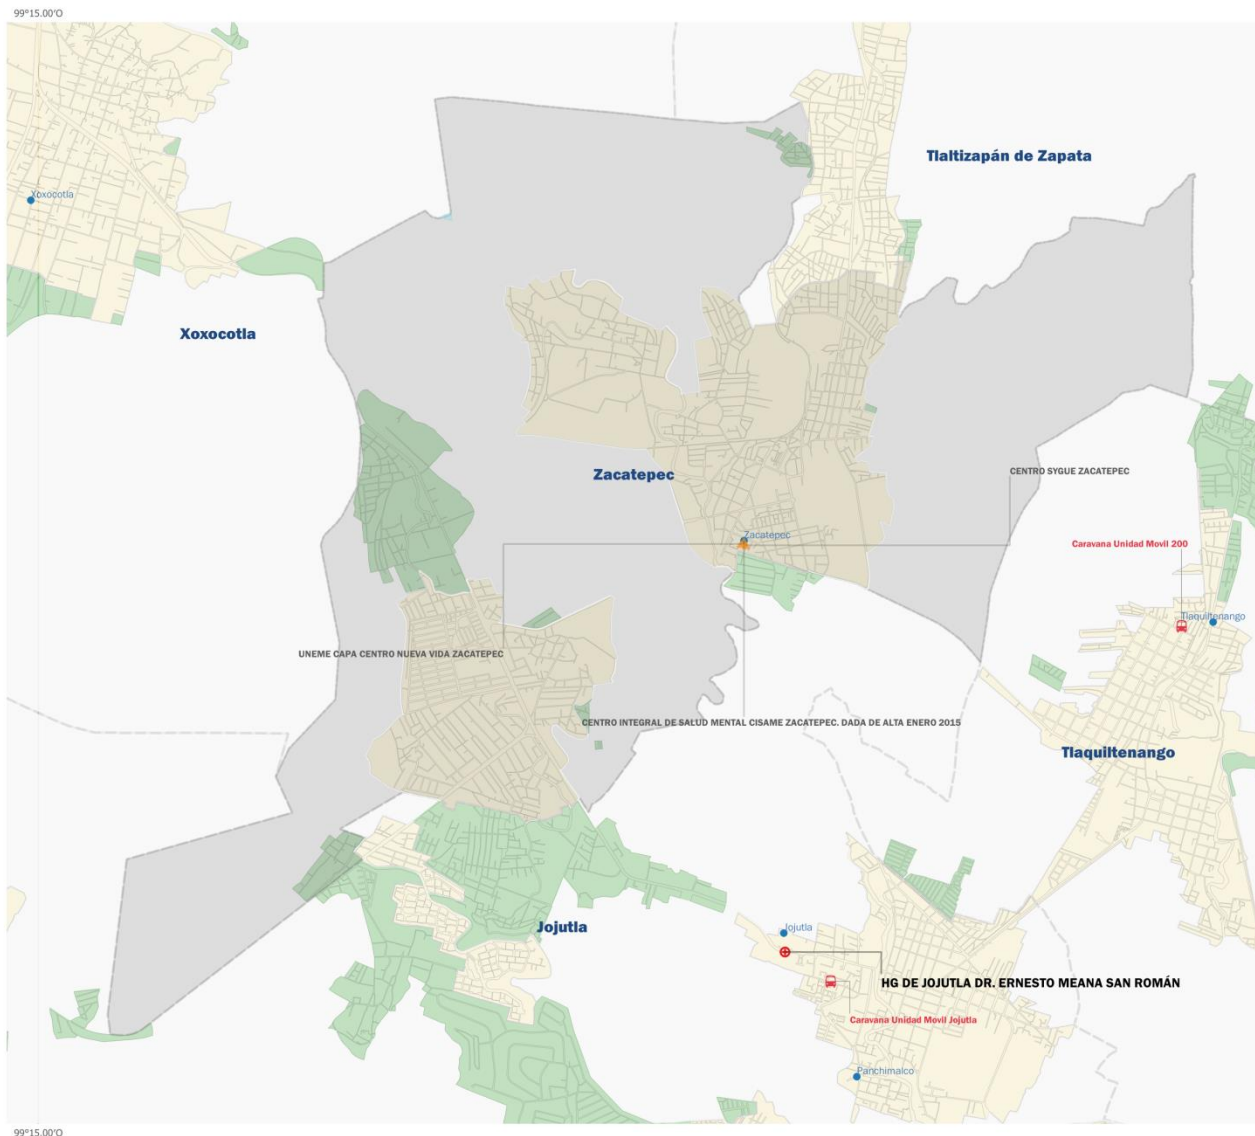 99°15.00'O
Tlaltizapán de Zapata
Xoxocotla
Xoxocotla
Zacatepec
CENTRO SYGUE ZACATEPEC
Zacatepec
Caravana Unidad Movil 200
Tlaquiltenango
UNEME CAPA CENTRO NUEVA VIDA ZACATEPEC
CENTRO INTEGRAL DE SALUD MENTAL CISAME ZACATEPEC. DADA DE ALTA ENERO 2015
Tlaquiltenango
Jojutla
Jojutla
HG DE JOJUTLA DR. ERNESTO MEANA SAN ROMÁN
Caravana Unidad Movil Jojutla
Panchimalco
99°15.00'O